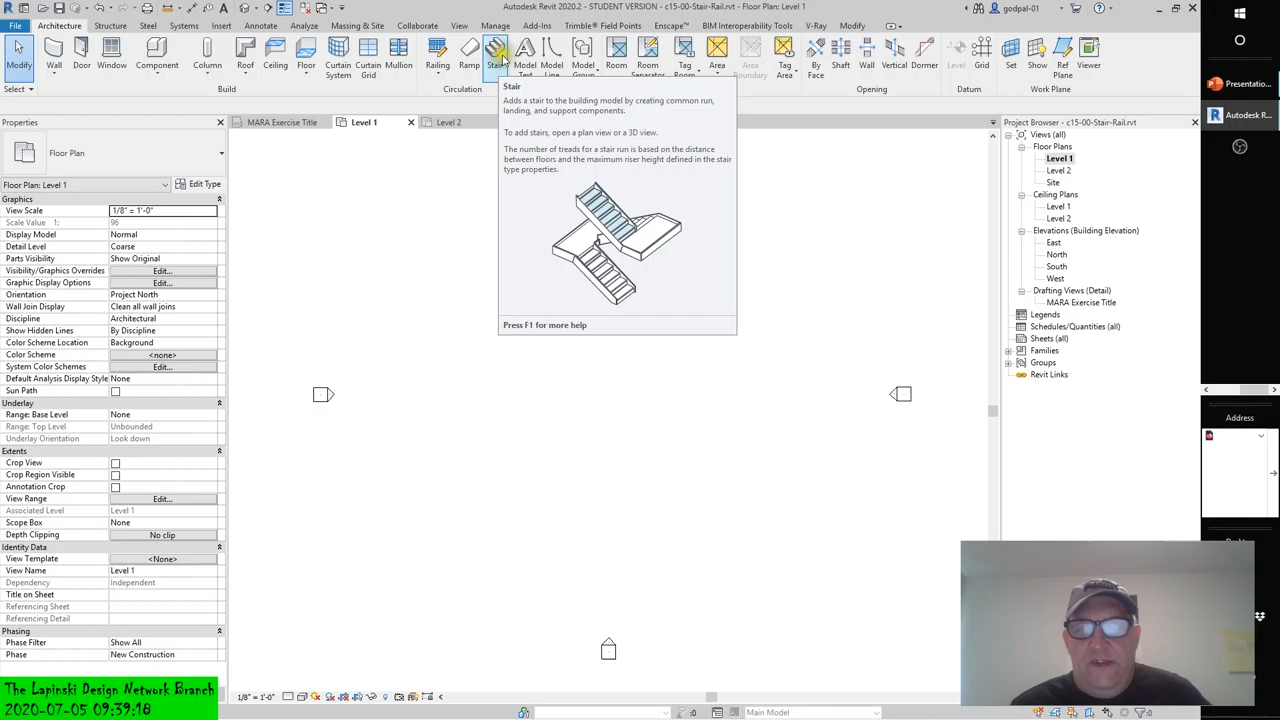 Autodesk Revit 2020.2 - STUDENT VERSION - c15-00-Stair-Rail.rvt - Floor Plan: Level 1
godpal-01
File Architecture Structure Steel Systems Insert Annotate Analyze Massing & Site Collaborate View Manage Add-Ins Trimble® Field Points Enscape™ BIM Interoperability Tools V-Ray Modify
Modify Wall Door Window Component Column Roof Ceiling Floor Curtain System Curtain Grid Mullion Railing Ramp Stair Model Text Model Line Model Group Room Room Separator Tag Room Area Area Boundary Tag Area By Face Shaft Wall Vertical Dormer Level Grid Set Show Ref Plane Viewer
Select Build Circulation Opening Datum Work Plane
Stair
Adds a stair to the building model by creating common run,
landing, and support components.
To add stairs, open a plan view or a 3D view.
The number of treads for a stair run is based on the distance
between floors and the maximum riser height defined in the stair
type properties.
Press F1 for more help
MARA Exercise Title Level 1 Level 2
Properties
Floor Plan
Floor Plan: Level 1 Edit Type
Graphics
View Scale 1/8" = 1'-0"
Scale Value 1: 96
Display Model Normal
Detail Level Coarse
Parts Visibility Show Original
Visibility/Graphics Overrides Edit...
Graphic Display Options Edit...
Orientation Project North
Wall Join Display Clean all wall joins
Discipline Architectural
Show Hidden Lines By Discipline
Color Scheme Location Background
Color Scheme <none>
System Color Schemes Edit...
Default Analysis Display Style None
Sun Path
Underlay
Range: Base Level None
Range: Top Level Unbounded
Underlay Orientation Look down
Extents
Crop View
Crop Region Visible
Annotation Crop
View Range Edit...
Associated Level Level 1
Scope Box None
Depth Clipping No clip
Identity Data
View Template <None>
View Name Level 1
Dependency Independent
Title on Sheet
Referencing Sheet
Referencing Detail
Phasing
Phase Filter Show All
Phase New Construction
The Lapinski Design Network Branch
2020-07-05 09:39:18
1/8" = 1'-0"
:0 Main Model :0
Project Browser - c15-00-Stair-Rail.rvt
Views (all)
Floor Plans
Level 1
Level 2
Site
Ceiling Plans
Level 1
Level 2
Elevations (Building Elevation)
East
North
South
West
Drafting Views (Detail)
MARA Exercise Title
Legends
Schedules/Quantities (all)
Sheets (all)
Families
Groups
Revit Links
Presentatio...
Autodesk R...
Address